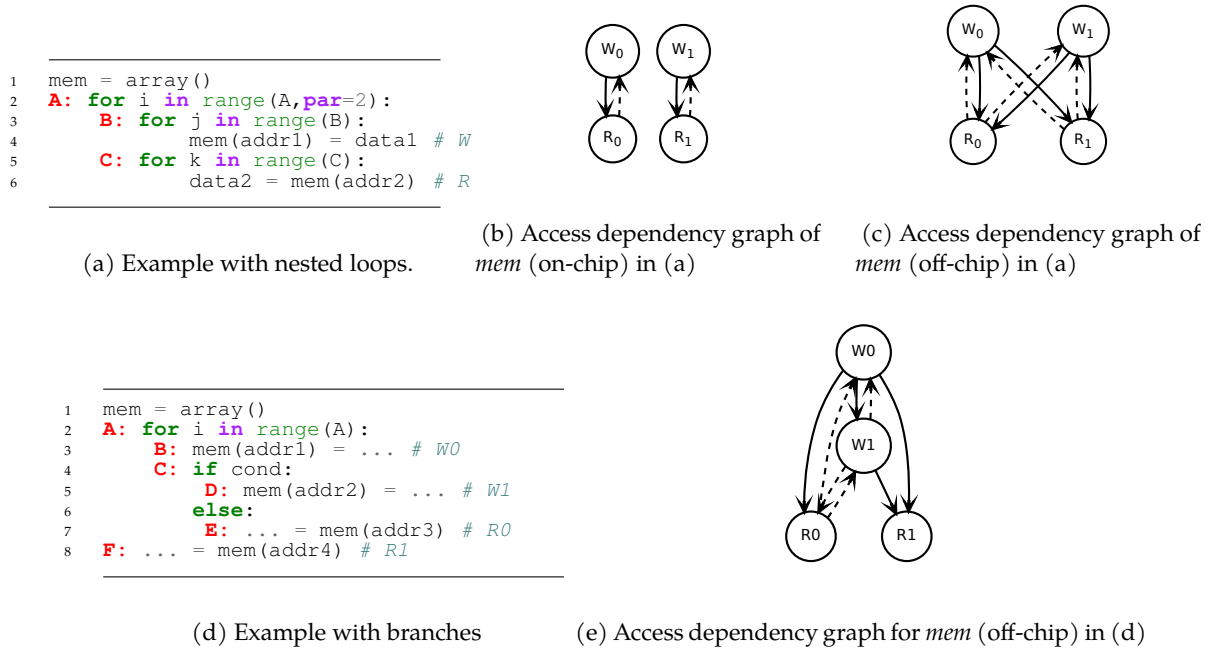 1 mem = array()
2 A: for i in range(A,par=2):
3 B: for j in range(B):
4 mem(addr1) = data1 # W
5 C: for k in range(C):
6 data2 = mem(addr2) # R
(a) Example with nested loops.
W0 W1
R0 R1
(b) Access dependency graph of
mem (on-chip) in (a)
W0 W1
R0 R1
(c) Access dependency graph of
mem (off-chip) in (a)
1 mem = array()
2 A: for i in range(A):
3 B: mem(addr1) = ... # W0
4 C: if cond:
5 D: mem(addr2) = ... # W1
6 else:
7 E: ... = mem(addr3) # R0
8 F: ... = mem(addr4) # R1
(d) Example with branches
W0
W1
R0 R1
(e) Access dependency graph for mem (off-chip) in (d)